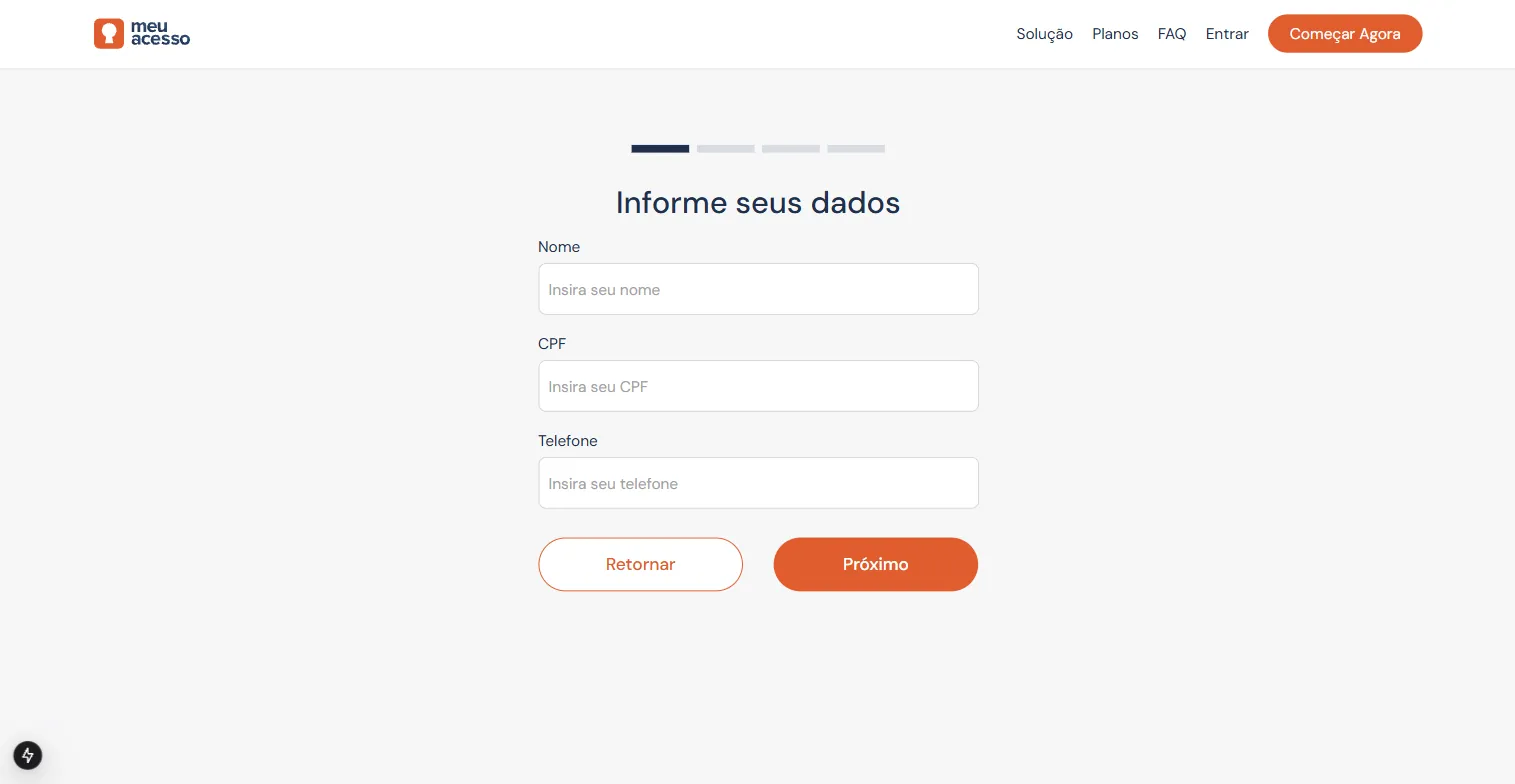 meu
acesso
Solução Planos FAQ Entrar Começar Agora
Informe seus dados
Nome
Insira seu nome
CPF
Insira seu CPF
Telefone
Insira seu telefone
Retornar Próximo